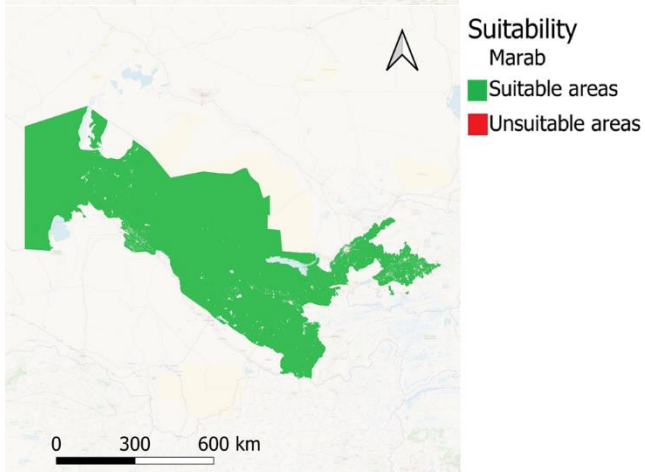 Suitability
Marab
Suitable areas
Unsuitable areas
0 300 600 km